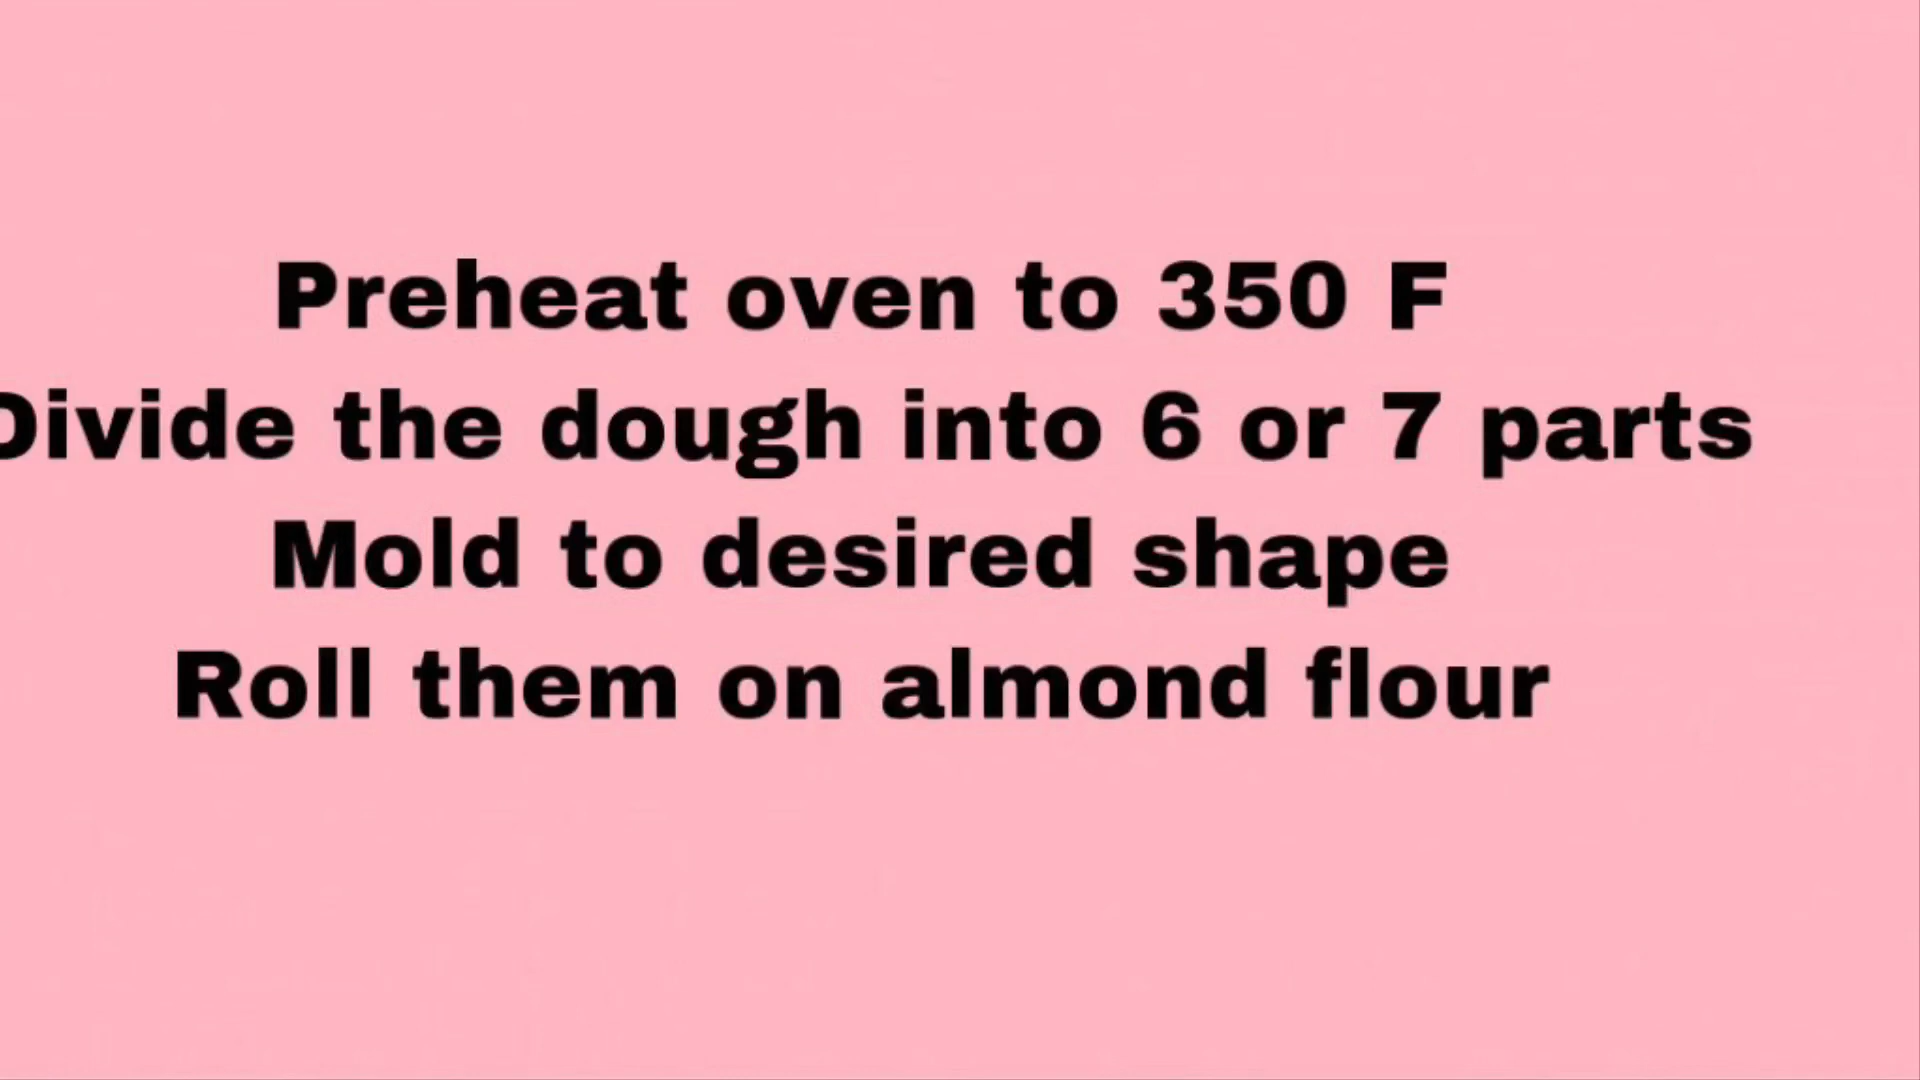 Preheat oven to 350 F
Divide the dough into 6 or 7 parts
Mold to desired shape
Roll them on almond flour